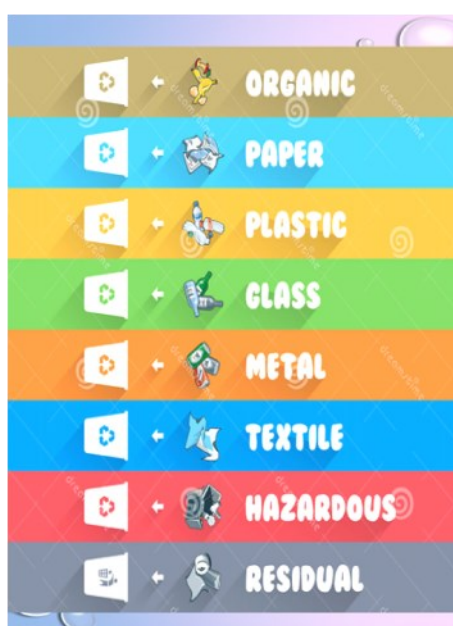 ORGANIC
PAPER
PLASTIC
GLASS
METAL
TEXTILE
HAZARDOUS
RESIDUAL